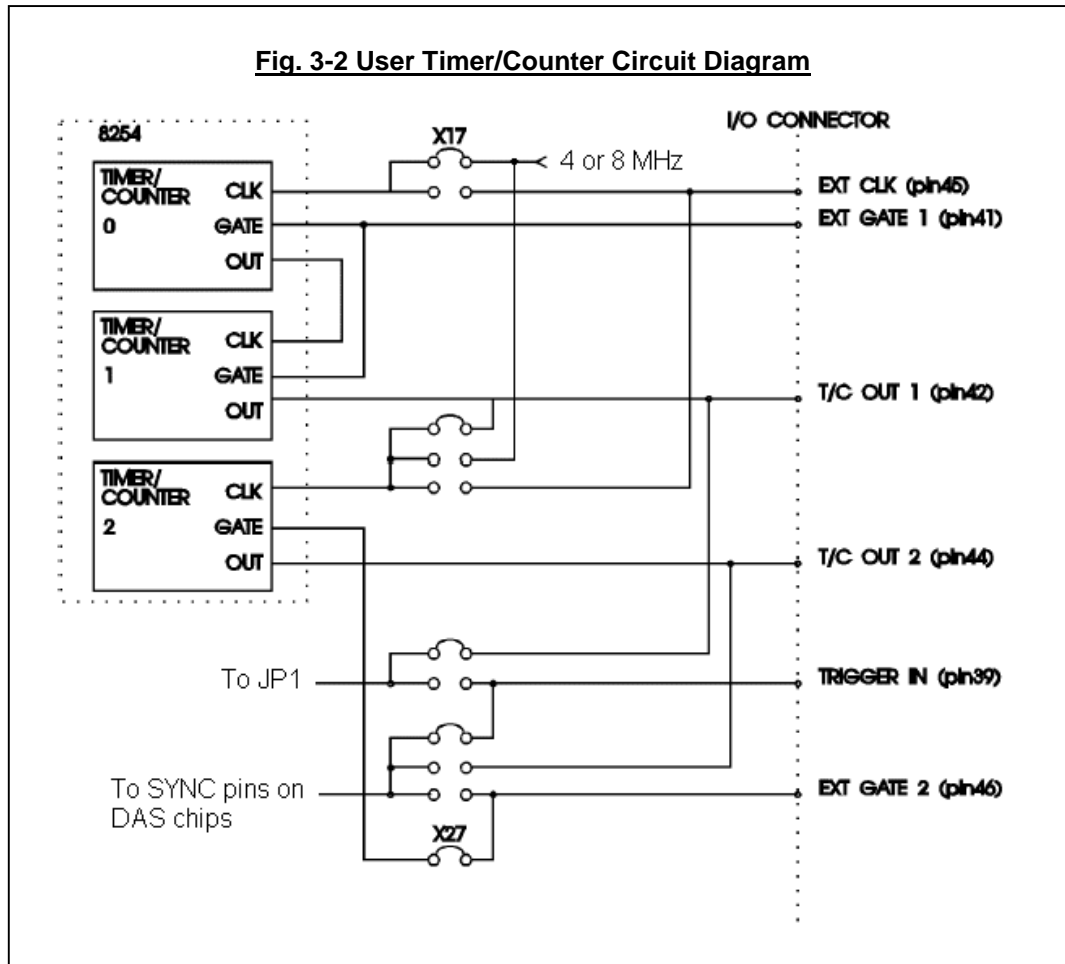 Fig. 3-2 User Timer/Counter Circuit Diagram
I/O CONNECTOR
8254
X17
4 or 8 MHz
TIMER/
COUNTER
0
CLK
GATE
OUT
EXT CLK (pin45)
EXT GATE 1 (pin41)
TIMER/
COUNTER
1
CLK
GATE
OUT
T/C OUT 1 (pin42)
TIMER/
COUNTER
2
CLK
GATE
OUT
T/C OUT 2 (pin44)
To JP1
TRIGGER IN (pin39)
To SYNC pins on
DAS chips
EXT GATE 2 (pin46)
X27